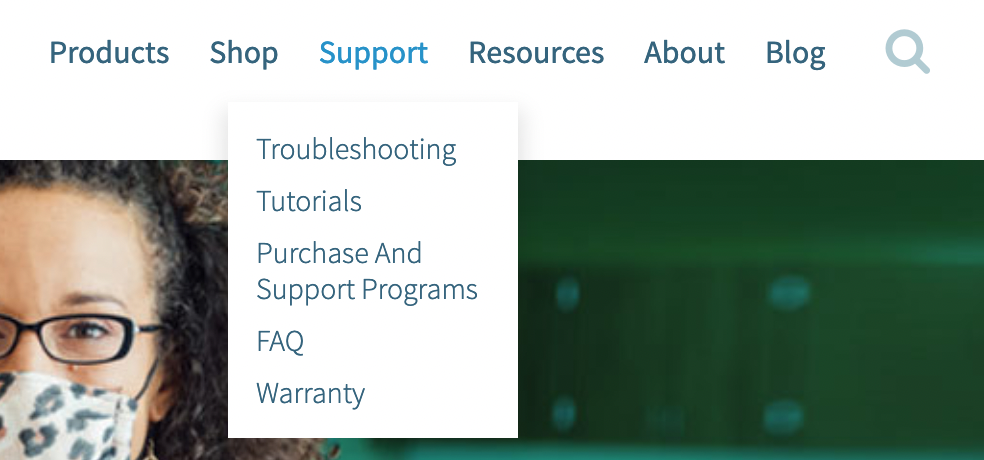 Products Shop Support Resources About Blog
Troubleshooting
Tutorials
Purchase And
Support Programs
FAQ
Warranty